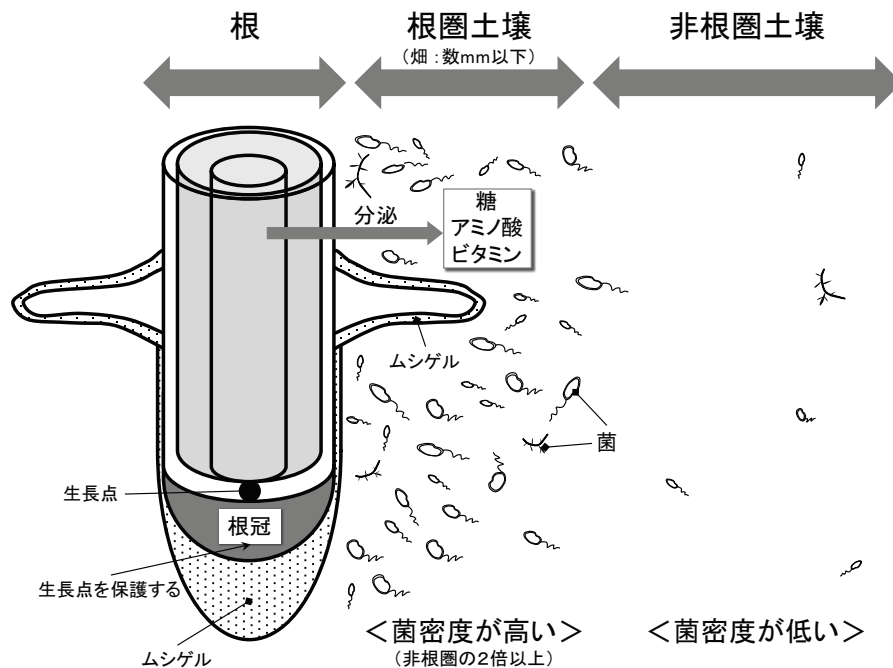 根
根圏土壌
(畑：数mm以下)
非根圏土壌
分泌
糖
アミノ酸
ビタミン
ムシゲル
菌
生長点
根冠
生長点を保護する
ムシゲル
＜菌密度が高い＞
(非根圏の2倍以上)
＜菌密度が低い＞